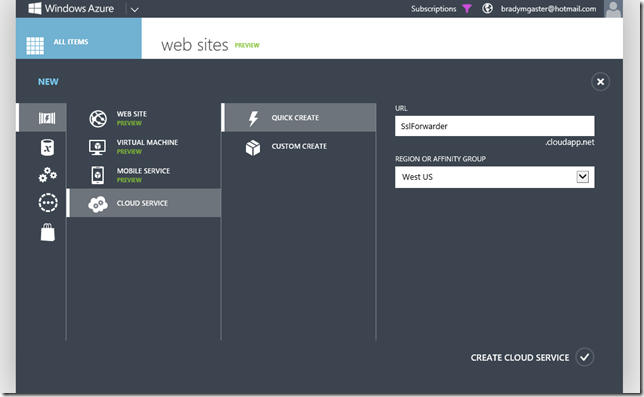 Windows Azure
Subscriptions
bradymgaster@hotmail.com
ALL ITEMS
web sites PREVIEW
NEW
WEB SITE
PREVIEW
VIRTUAL MACHINE
PREVIEW
MOBILE SERVICE
PREVIEW
CLOUD SERVICE
QUICK CREATE
CUSTOM CREATE
URL
SslForwarder
.cloudapp.net
REGION OR AFFINITY GROUP
West US
CREATE CLOUD SERVICE